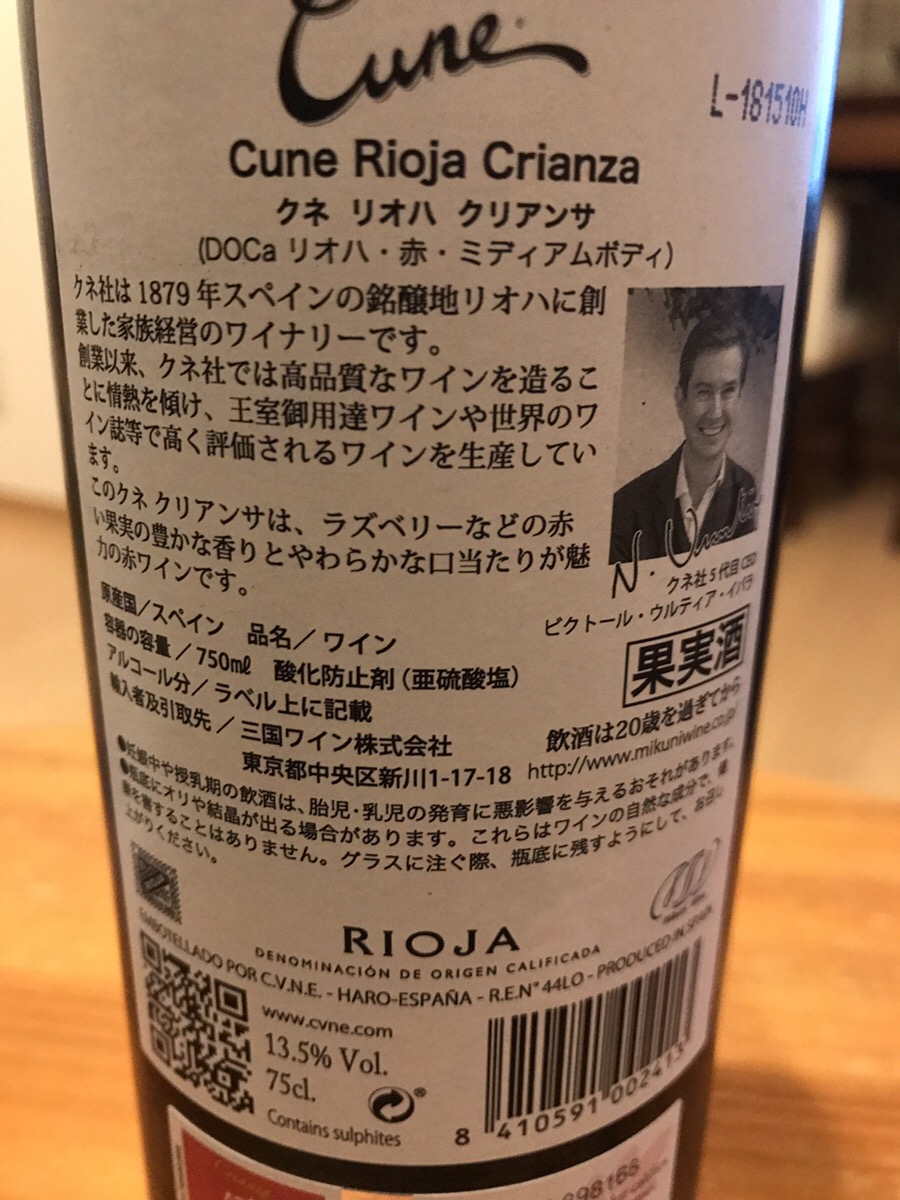 Cune
L-181510H
Cune Rioja Crianza
クネ リオハ クリアンサ
(DOCa リオハ・赤・ミディアムボディ)
クネ社は1879年スペインの銘醸地リオハに創
業した家族経営のワイナリーです。
創業以来、クネ社では高品質なワインを造るこ
とに情熱を傾け、王室御用達ワインや世界のワ
イン誌等で高く評価されるワインを生産してい
ます。
このクネ クリアンサは、ラズベリーなどの赤
い果実の豊かな香りとやわらかな口当たりが魅
力の赤ワインです。
クネ社5代目CEO
ビクトール・ウルティア・イバラ
原産国／スペイン 品名／ワイン
容器の容量／750mℓ 酸化防止剤（亜硫酸塩）
アルコール分／ラベル上に記載
輸入者及引取先／三国ワイン株式会社
東京都中央区新川1-17-18
果実酒
飲酒は20歳を過ぎてから
http://www.mikuniwine.co.jp/
●妊娠中や授乳期の飲酒は、胎児・乳児の発育に悪影響を与えるおそれがあります。
●瓶底にオリや結晶が出る場合があります。これらはワインの自然な成分で、健
康を害することはありません。グラスに注ぐ際、瓶底に残すようにして、お召し
上がりください。
RIOJA
DENOMINACIÓN DE ORIGEN CALIFICADA
EMBOTELLADO POR C.V.N.E. - HARO-ESPAÑA - R.E.N° 44LO - PRODUCED IN SPAIN
www.cvne.com
13.5% Vol.
75cl.
Contains sulphites
8 410591 002413